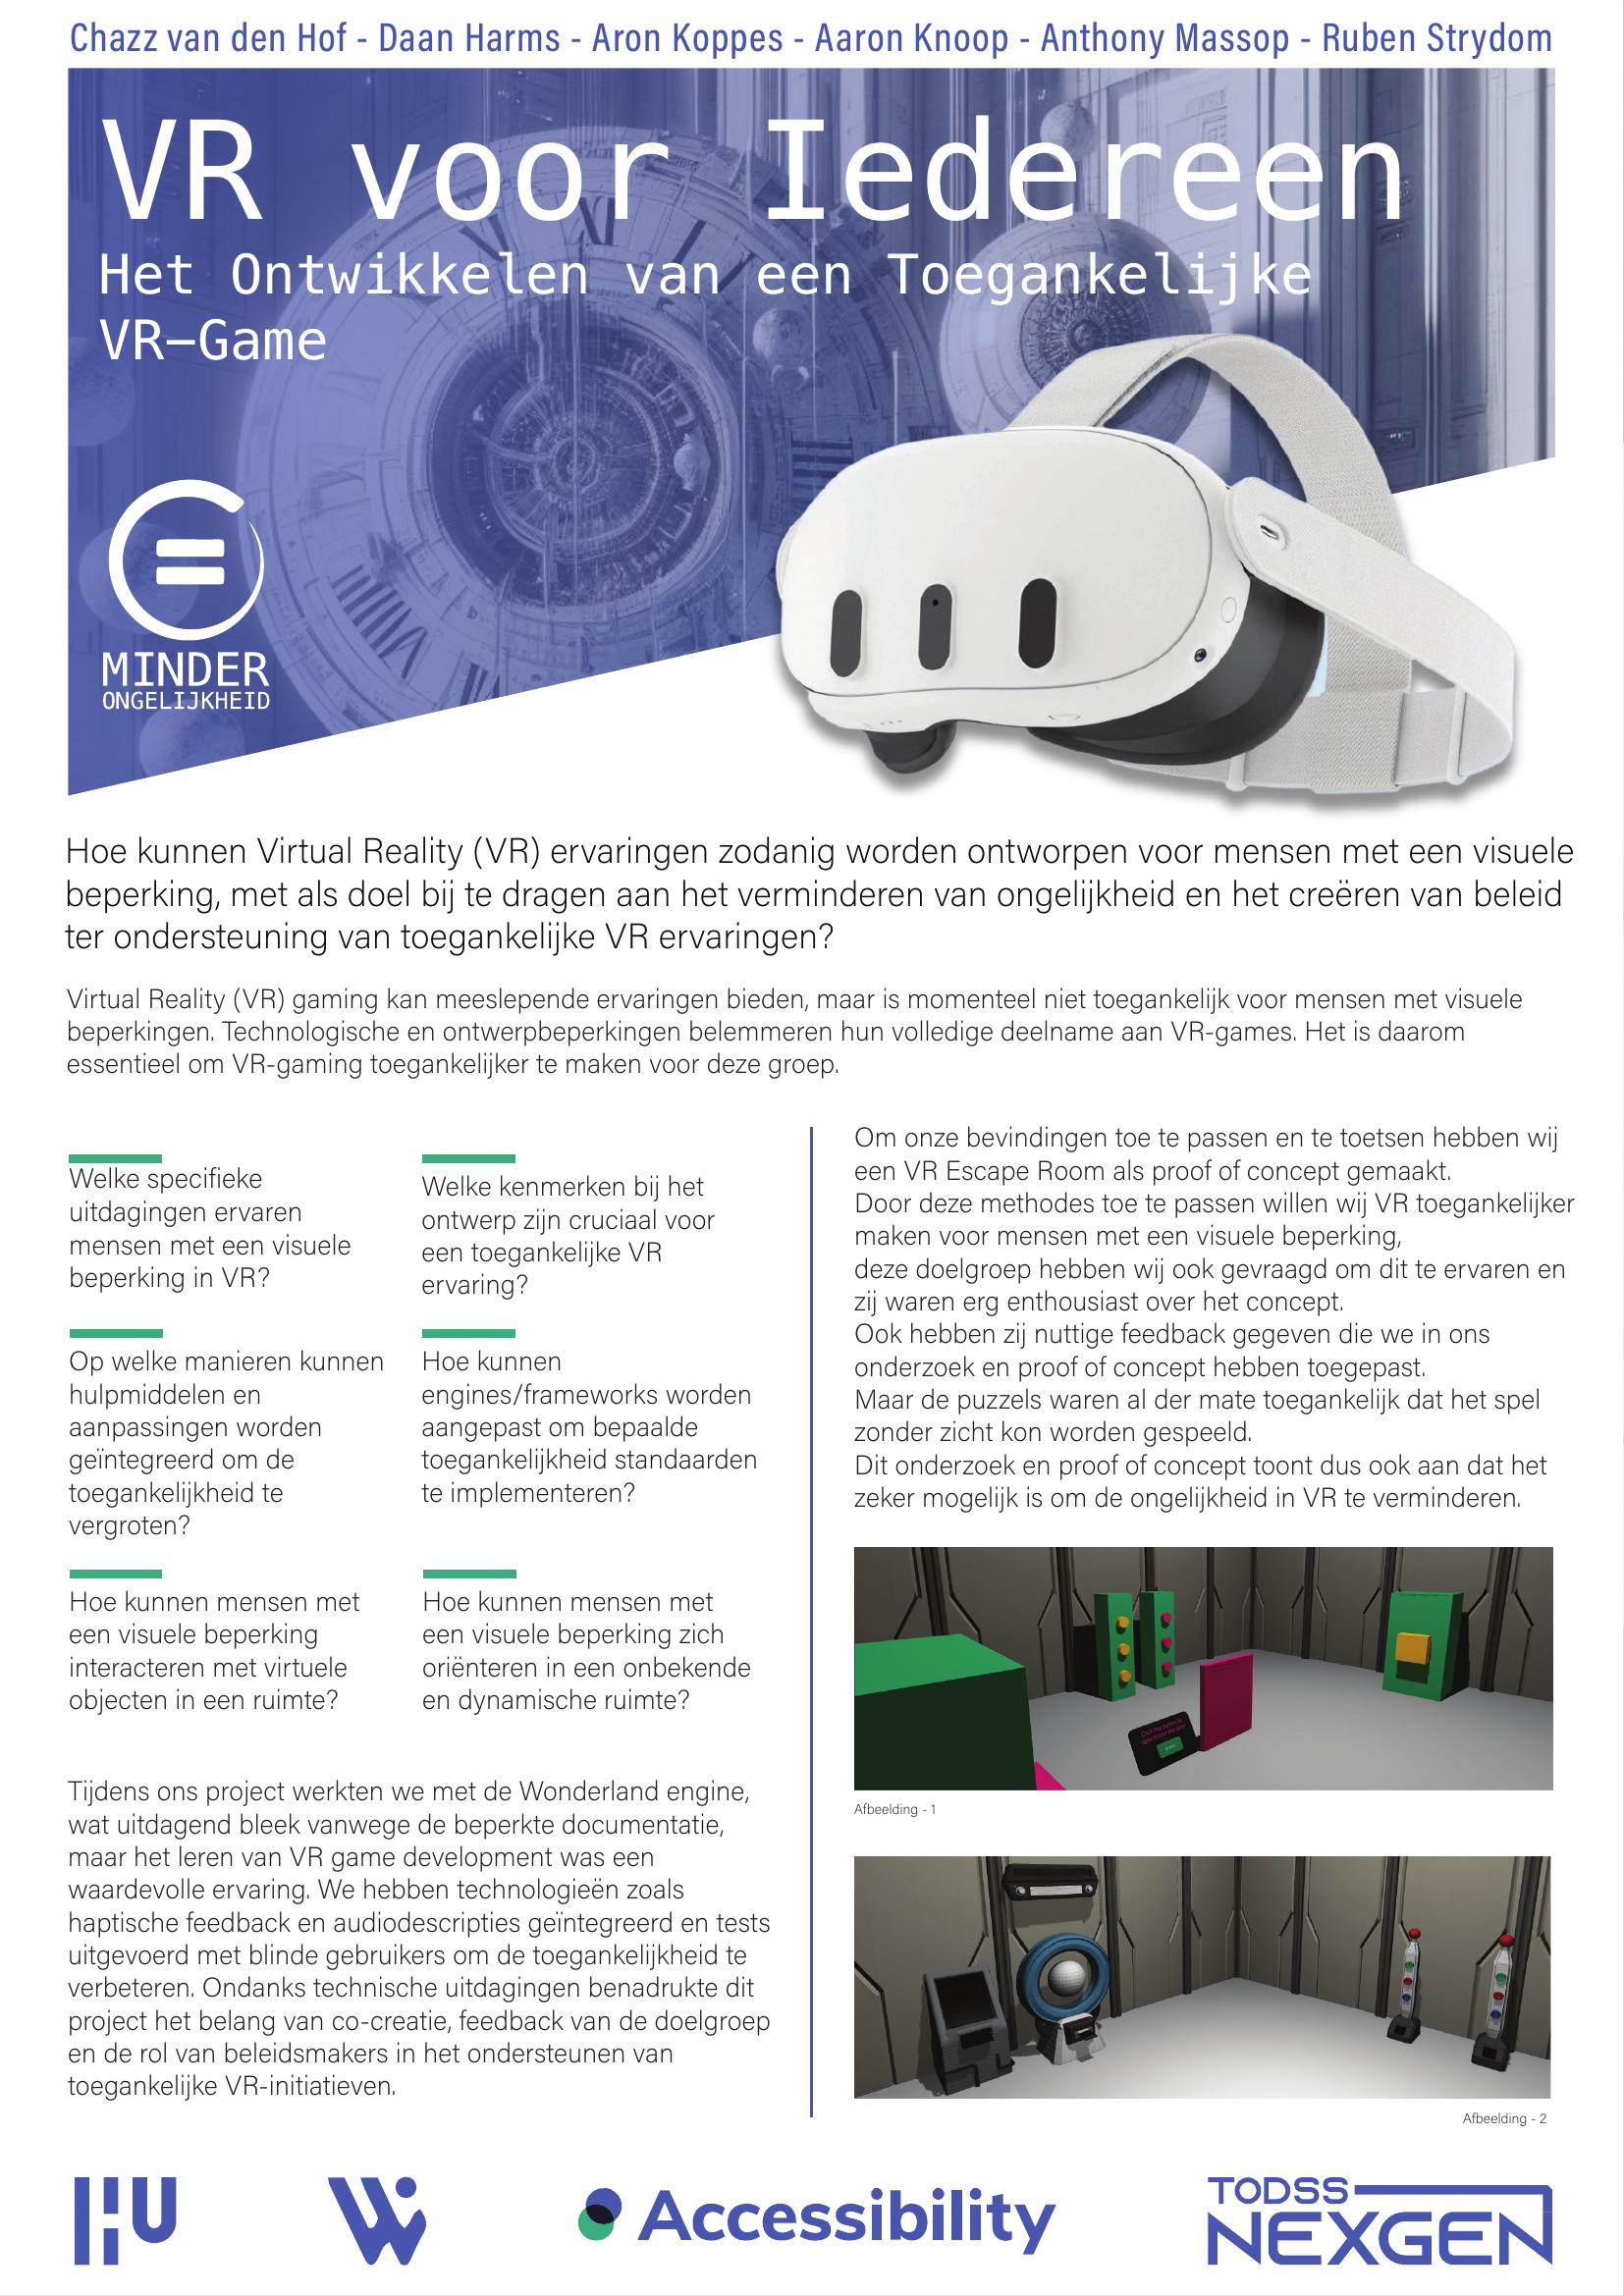 Chazz van den Hof - Daan Harms - Aron Koppes - Aaron Knoop - Anthony Massop - Ruben Strydom
VR voor Iedereen
Het Ontwikkelen van een Toegankelijke
VR-Game
MINDER
ONGELIJKHEID
Hoe kunnen Virtual Reality (VR) ervaringen zodanig worden ontworpen voor mensen met een visuele
beperking, met als doel bij te dragen aan het verminderen van ongelijkheid en het creëren van beleid
ter ondersteuning van toegankelijke VR ervaringen?
Virtual Reality (VR) gaming kan meeslepende ervaringen bieden, maar is momenteel niet toegankelijk voor mensen met visuele
beperkingen. Technologische en ontwerpbeperkingen belemmeren hun volledige deelname aan VR-games. Het is daarom
essentieel om VR-gaming toegankelijker te maken voor deze groep.
Welke specifieke
uitdagingen ervaren
mensen met een visuele
beperking in VR?
Welke kenmerken bij het
ontwerp zijn cruciaal voor
een toegankelijke VR
ervaring?
Op welke manieren kunnen
hulpmiddelen en
aanpassingen worden
geïntegreerd om de
toegankelijkheid te
vergroten?
Hoe kunnen
engines/frameworks worden
aangepast om bepaalde
toegankelijkheid standaarden
te implementeren?
Hoe kunnen mensen met
een visuele beperking
interacteren met virtuele
objecten in een ruimte?
Hoe kunnen mensen met
een visuele beperking zich
oriënteren in een onbekende
en dynamische ruimte?
Tijdens ons project werkten we met de Wonderland engine,
wat uitdagend bleek vanwege de beperkte documentatie,
maar het leren van VR game development was een
waardevolle ervaring. We hebben technologieën zoals
haptische feedback en audiodescripties geïntegreerd en tests
uitgevoerd met blinde gebruikers om de toegankelijkheid te
verbeteren. Ondanks technische uitdagingen benadrukte dit
project het belang van co-creatie, feedback van de doelgroep
en de rol van beleidsmakers in het ondersteunen van
toegankelijke VR-initiatieven.
Om onze bevindingen toe te passen en te toetsen hebben wij
een VR Escape Room als proof of concept gemaakt.
Door deze methodes toe te passen willen wij VR toegankelijker
maken voor mensen met een visuele beperking,
deze doelgroep hebben wij ook gevraagd om dit te ervaren en
zij waren erg enthousiast over het concept.
Ook hebben zij nuttige feedback gegeven die we in ons
onderzoek en proof of concept hebben toegepast.
Maar de puzzels waren al der mate toegankelijk dat het spel
zonder zicht kon worden gespeeld.
Dit onderzoek en proof of concept toont dus ook aan dat het
zeker mogelijk is om de ongelijkheid in VR te verminderen.
Afbeelding - 1
Afbeelding - 2
HU
Accessibility
TODSS
NEXGEN